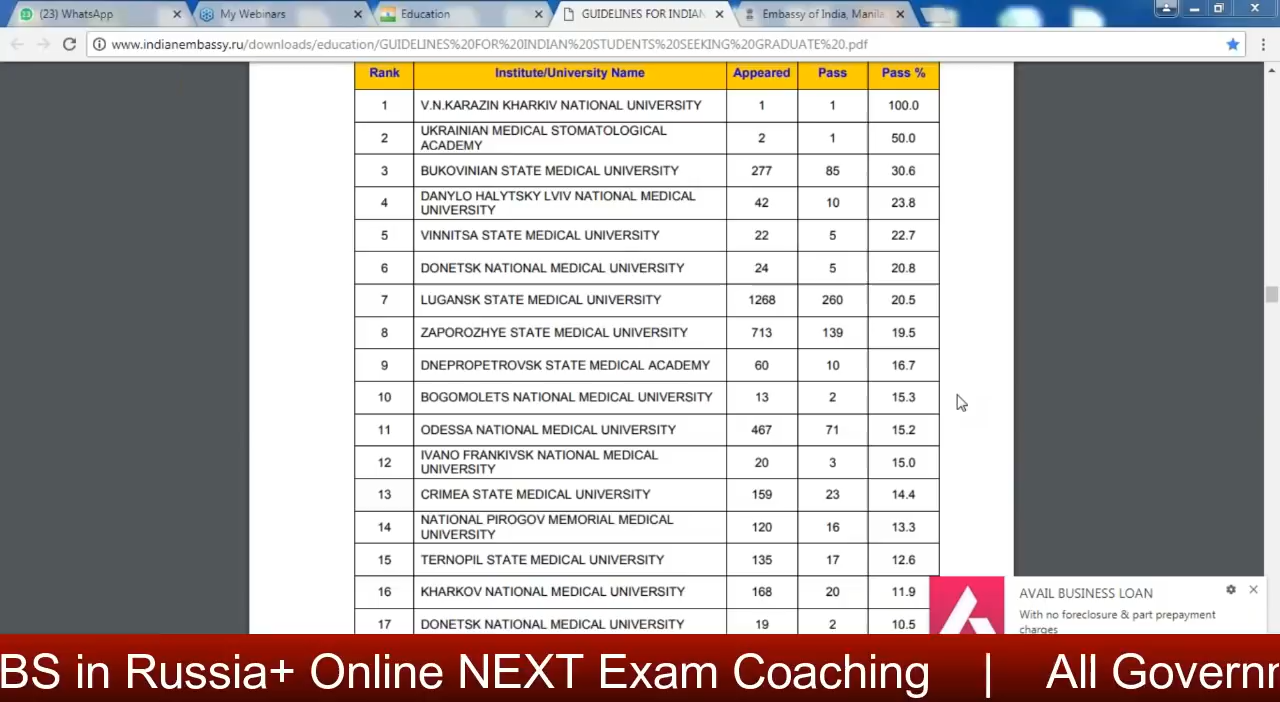 (23) WhatsApp
My Webinars
Education
GUIDELINES FOR INDIAN
Embassy of India, Manila
www.indianembassy.ru/downloads/education/GUIDELINES%20FOR%20INDIAN%20STUDENTS%20SEEKING%20GRADUATE%20.pdf
Rank Institute/University Name Appeared Pass Pass %
1 V.N.KARAZIN KHARKIV NATIONAL UNIVERSITY 1 1 100.0
2 UKRAINIAN MEDICAL STOMATOLOGICAL
ACADEMY 2 1 50.0
3 BUKOVINIAN STATE MEDICAL UNIVERSITY 277 85 30.6
4 DANYLO HALYTSKY LVIV NATIONAL MEDICAL
UNIVERSITY 42 10 23.8
5 VINNITSA STATE MEDICAL UNIVERSITY 22 5 22.7
6 DONETSK NATIONAL MEDICAL UNIVERSITY 24 5 20.8
7 LUGANSK STATE MEDICAL UNIVERSITY 1268 260 20.5
8 ZAPOROZHYE STATE MEDICAL UNIVERSITY 713 139 19.5
9 DNEPROPETROVSK STATE MEDICAL ACADEMY 60 10 16.7
10 BOGOMOLETS NATIONAL MEDICAL UNIVERSITY 13 2 15.3
11 ODESSA NATIONAL MEDICAL UNIVERSITY 467 71 15.2
12 IVANO FRANKIVSK NATIONAL MEDICAL
UNIVERSITY 20 3 15.0
13 CRIMEA STATE MEDICAL UNIVERSITY 159 23 14.4
14 NATIONAL PIROGOV MEMORIAL MEDICAL
UNIVERSITY 120 16 13.3
15 TERNOPIL STATE MEDICAL UNIVERSITY 135 17 12.6
16 KHARKOV NATIONAL MEDICAL UNIVERSITY 168 20 11.9
17 DONETSK NATIONAL MEDICAL UNIVERSITY 19 2 10.5
AVAIL BUSINESS LOAN
With no foreclosure & part prepayment
charges
BS in Russia+ Online NEXT Exam Coaching | All Govern